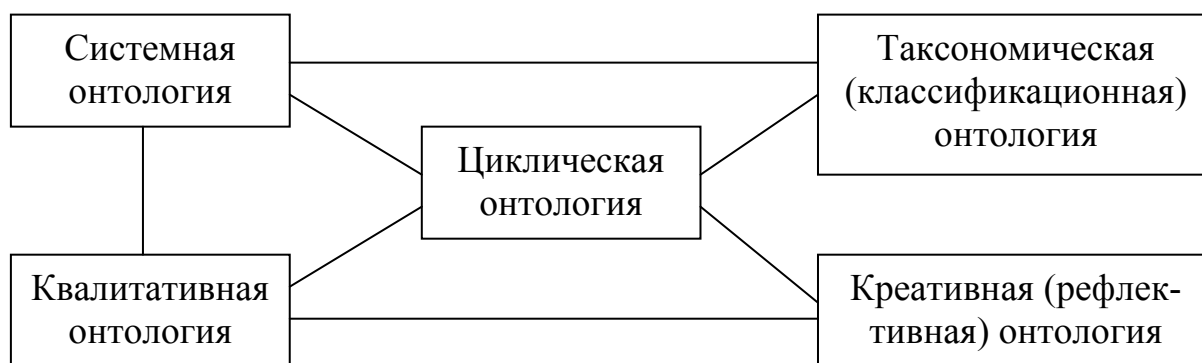 Системная
онтология
Таксономическая
(классификационная)
онтология
Циклическая
онтология
Квалитативная
онтология
Креативная (рефлек-
тивная) онтология